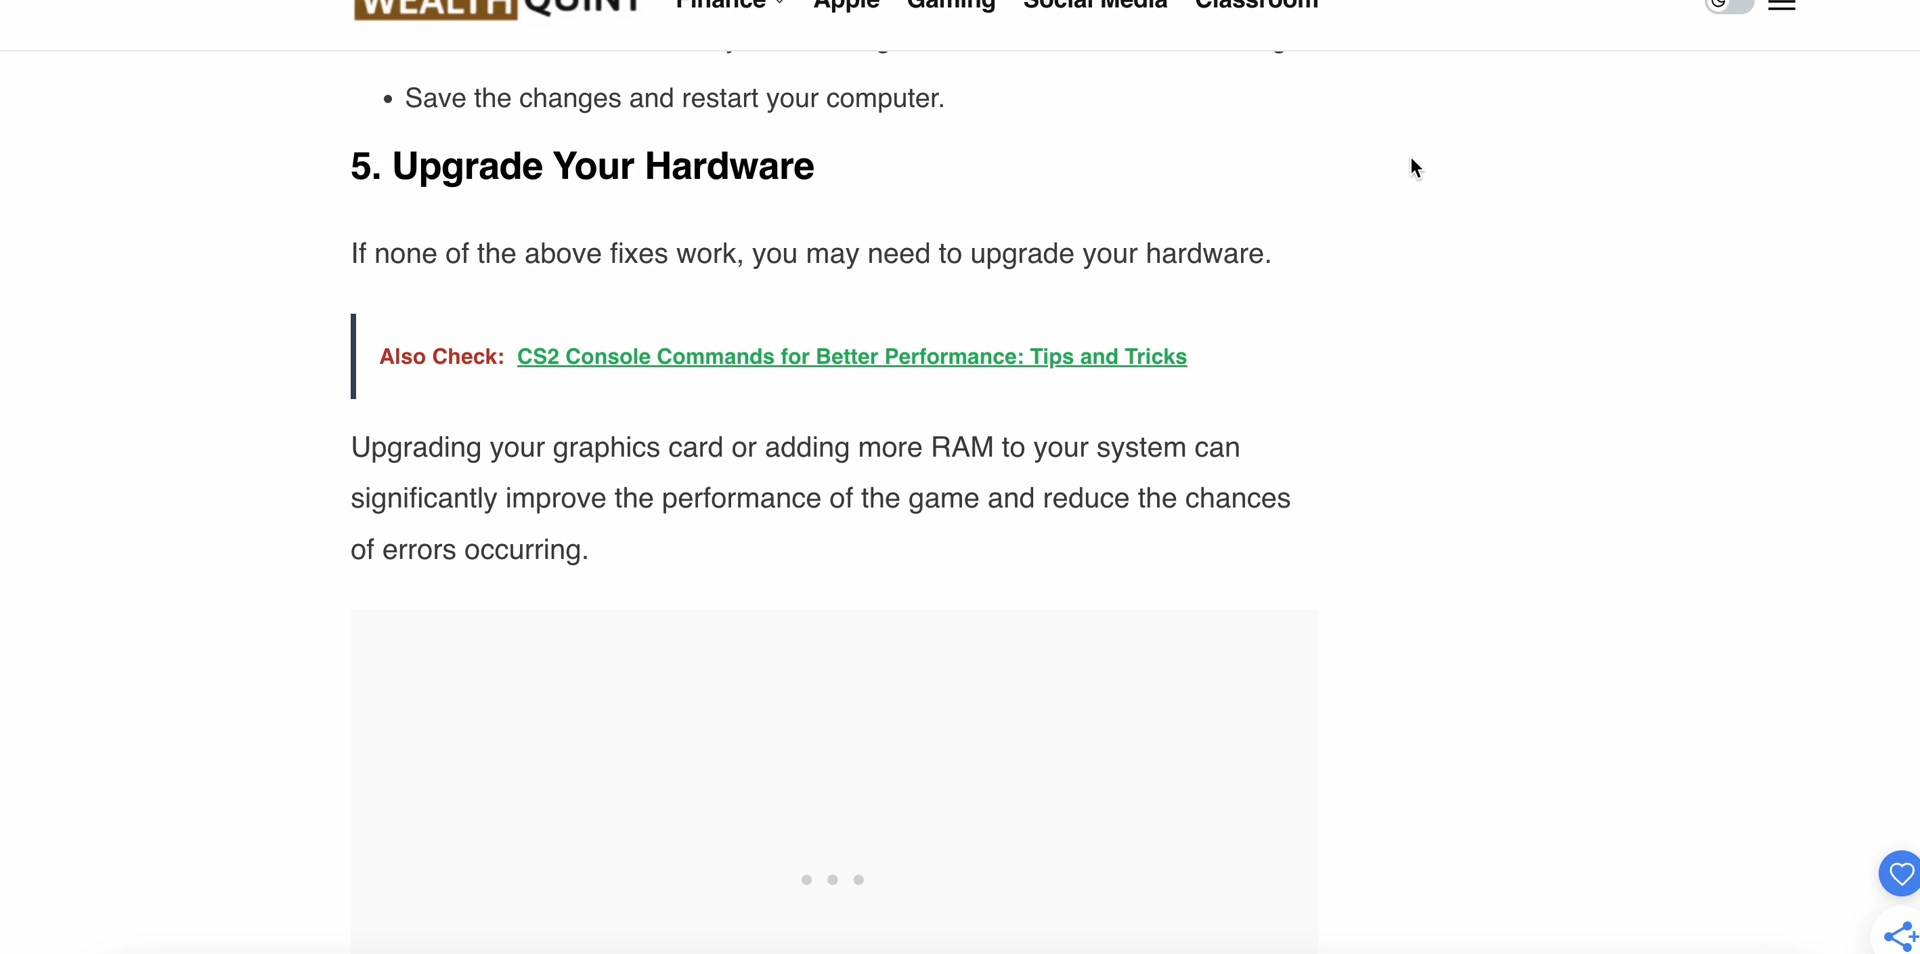 WEALTH QUINT Finance Apple Gaming Social Media Classroom
• Save the changes and restart your computer.
5. Upgrade Your Hardware
If none of the above fixes work, you may need to upgrade your hardware.
Also Check: CS2 Console Commands for Better Performance: Tips and Tricks
Upgrading your graphics card or adding more RAM to your system can
significantly improve the performance of the game and reduce the chances
of errors occurring.